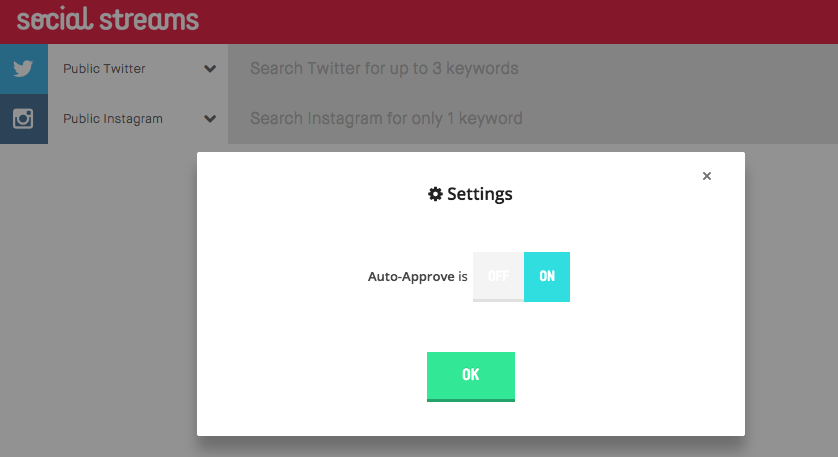 social streams
Public Twitter
Search Twitter for up to 3 keywords
Public Instagram
Search Instagram for only 1 keyword
×
Settings
Auto-Approve is OFF ON
OK